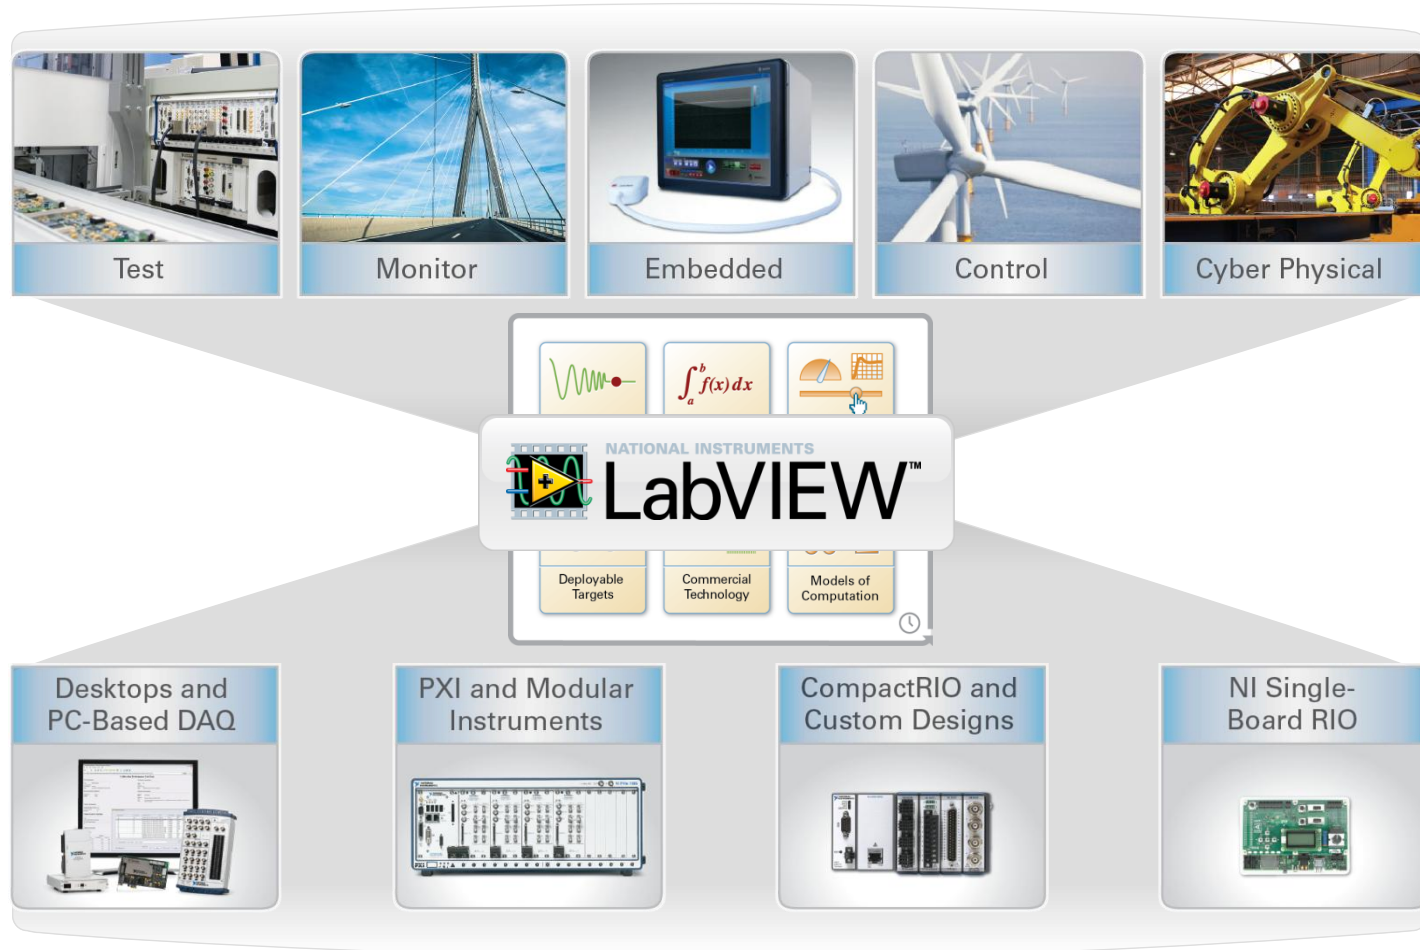 Test
Monitor
Embedded
Control
Cyber Physical
∫ₐᵇ f(x) dx
NATIONAL INSTRUMENTS
LabVIEW™
Deployable
Targets
Commercial
Technology
Models of
Computation
Desktops and
PC-Based DAQ
PXI and Modular
Instruments
CompactRIO and
Custom Designs
NI Single-
Board RIO